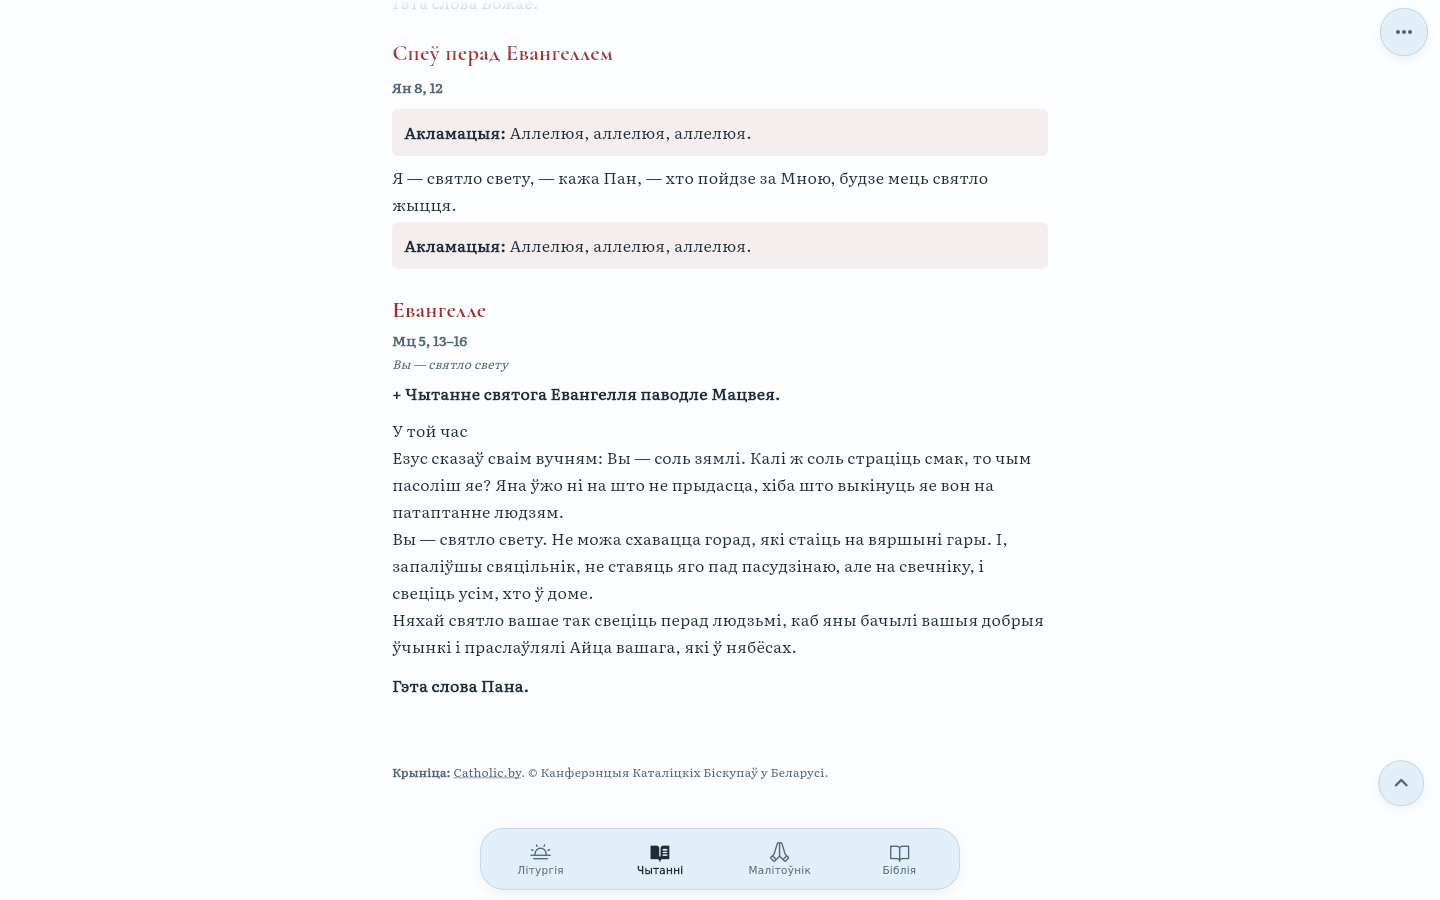 Гэта слова Божае.
Спеў перад Евангеллем
Ян 8, 12
Акламацыя: Аллелюя, аллелюя, аллелюя.
Я — святло свету, — кажа Пан, — хто пойдзе за Мною, будзе мець святло
жыцця.
Акламацыя: Аллелюя, аллелюя, аллелюя.
Евангелле
Мц 5, 13–16
Вы — святло свету
+ Чытанне святога Евангелля паводле Мацвея.
У той час
Езус сказаў сваім вучням: Вы — соль зямлі. Калі ж соль страціць смак, то чым
пасоліш яе? Яна ўжо ні на што не прыдасца, хіба што выкінуць яе вон на
патаптанне людзям.
Вы — святло свету. Не можа схавацца горад, які стаіць на вяршыні гары. І,
запаліўшы свяцільнік, не ставяць яго пад пасудзінаю, але на свечніку, і
свеціць усім, хто ў доме.
Няхай святло вашае так свеціць перад людзьмі, каб яны бачылі вашыя добрыя
ўчынкі і праслаўлялі Айца вашага, які ў нябёсах.
Гэта слова Пана.
Крыніца: Catholic.by. © Канферэнцыя Каталіцкіх Біскупаў у Беларусі.
Літургія
Чытанні
Малітоўнік
Біблія